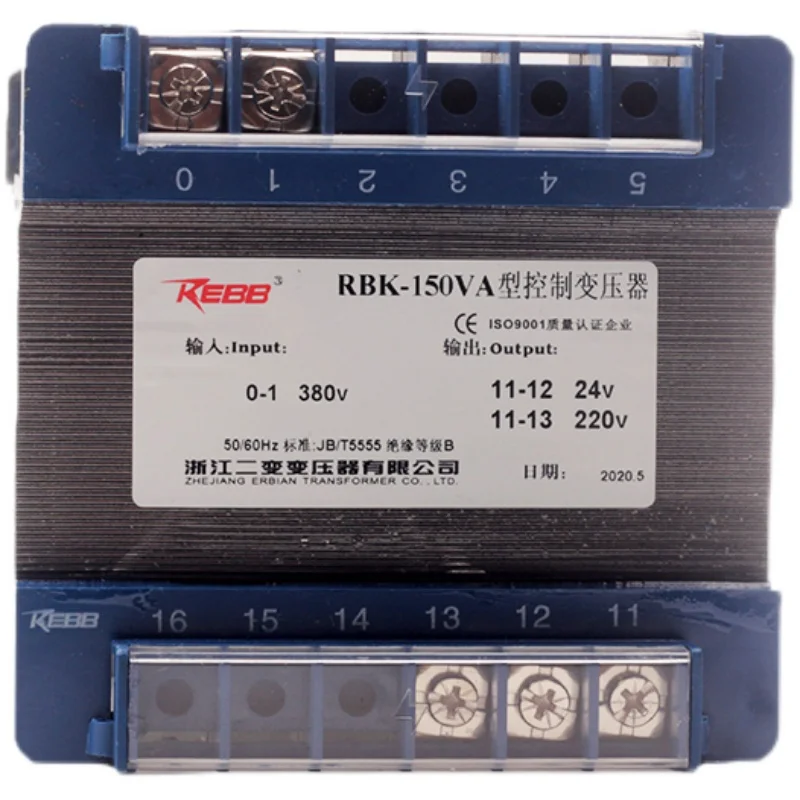 0 1 2 3 4 5
KEBB³
RBK-150VA型控制变压器
CE ISO9001质量认证企业
输入:Input:
输出:Output:
0-1 380V
11-12 24V
11-13 220V
50/60Hz 标准:JB/T5555 绝缘等级B
浙江二变变压器有限公司
ZHEJIANG ERBIAN TRANSFORMER CO., LTD.
日期: 2020.5
KEBB 16 15 14 13 12 11